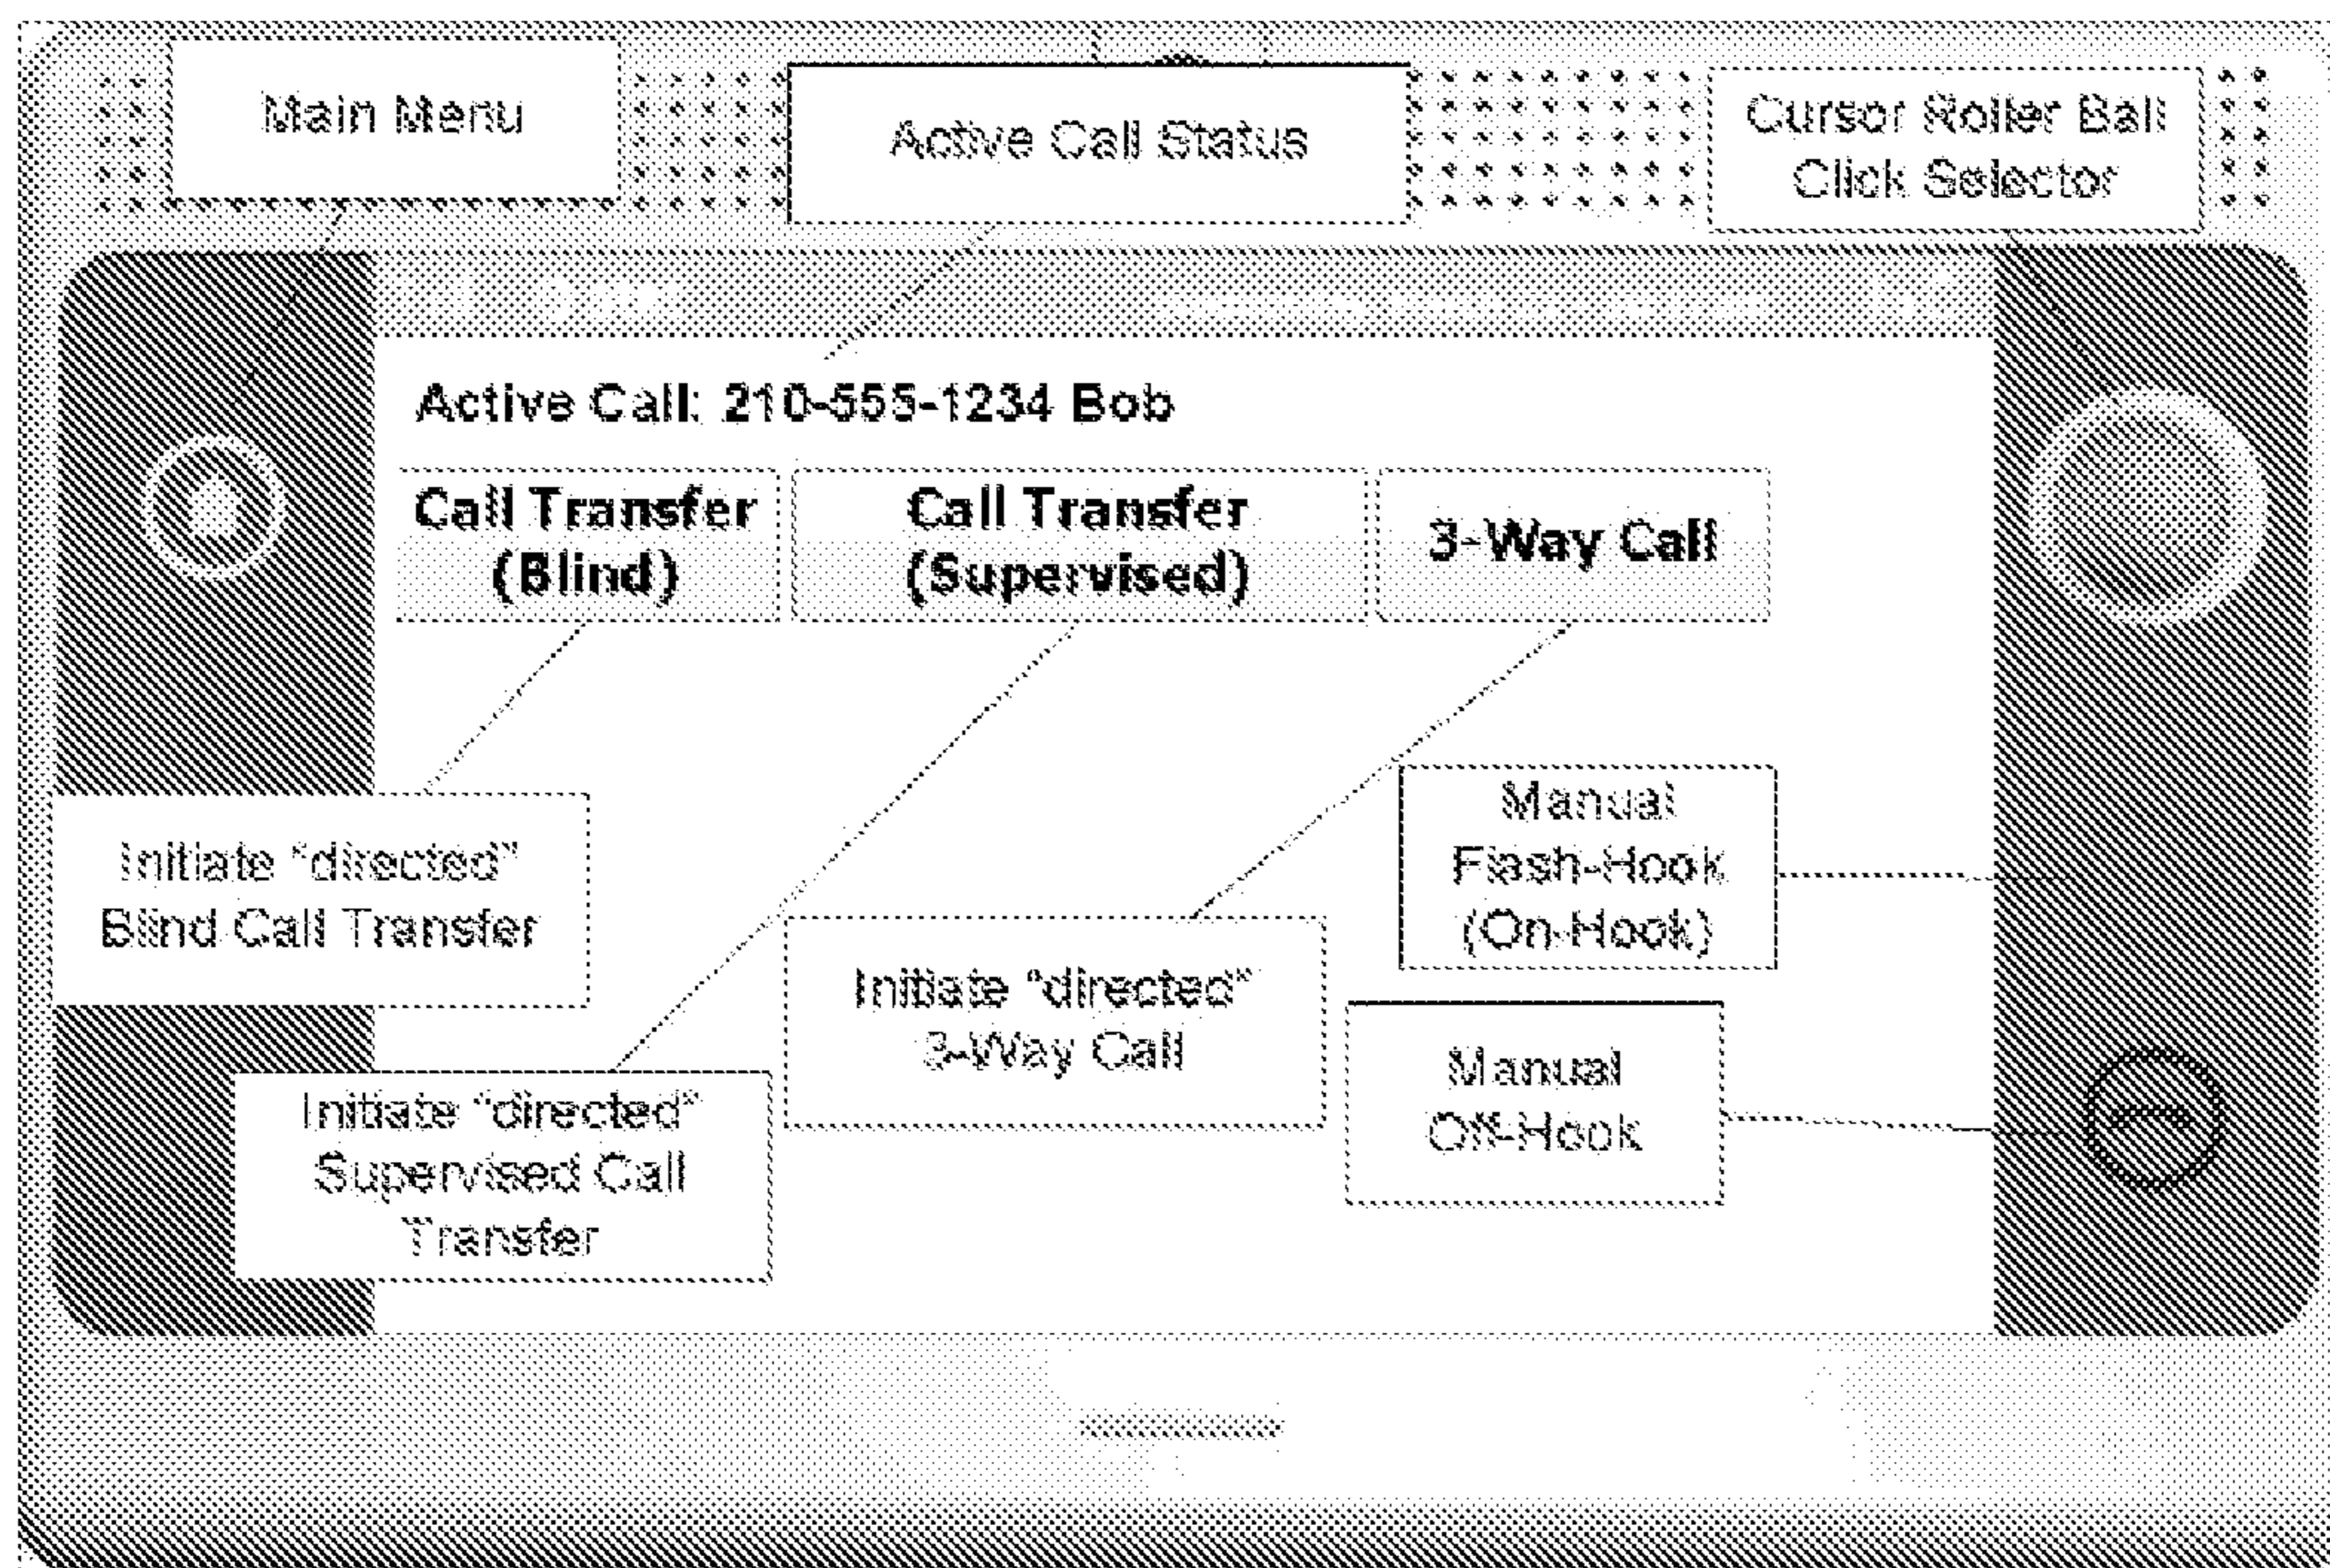 Main Menu
Active Call Status
Cursor Roller Ball
Click Selector
Active Call: 210-555-1234 Bob
Call Transfer
(Blind)
Call Transfer
(Supervised)
3-Way Call
Initiate "directed"
Blind Call Transfer
Initiate "directed"
Supervised Call
Transfer
Initiate "directed"
3-Way Call
Manual
Flash-Hook
(On-Hook)
Manual
Off-Hook